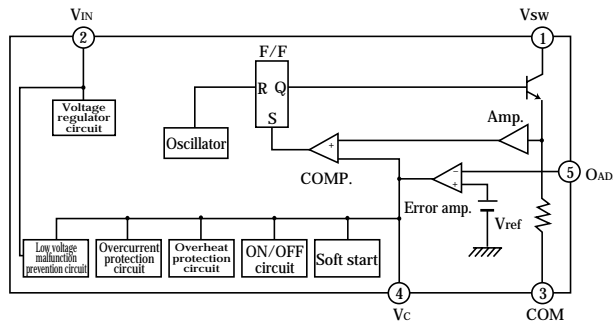 VIN
2
VSW
1
F/F
R Q
S
Voltage
regulator
circuit
Oscillator
Amp.
+
COMP.
−
+
5
OAD
Error amp.
Vref
Low voltage
malfunction
prevention circuit
Overcurrent
protection
circuit
Overheat
protection
circuit
ON/OFF
circuit
Soft start
4
VC
3
COM